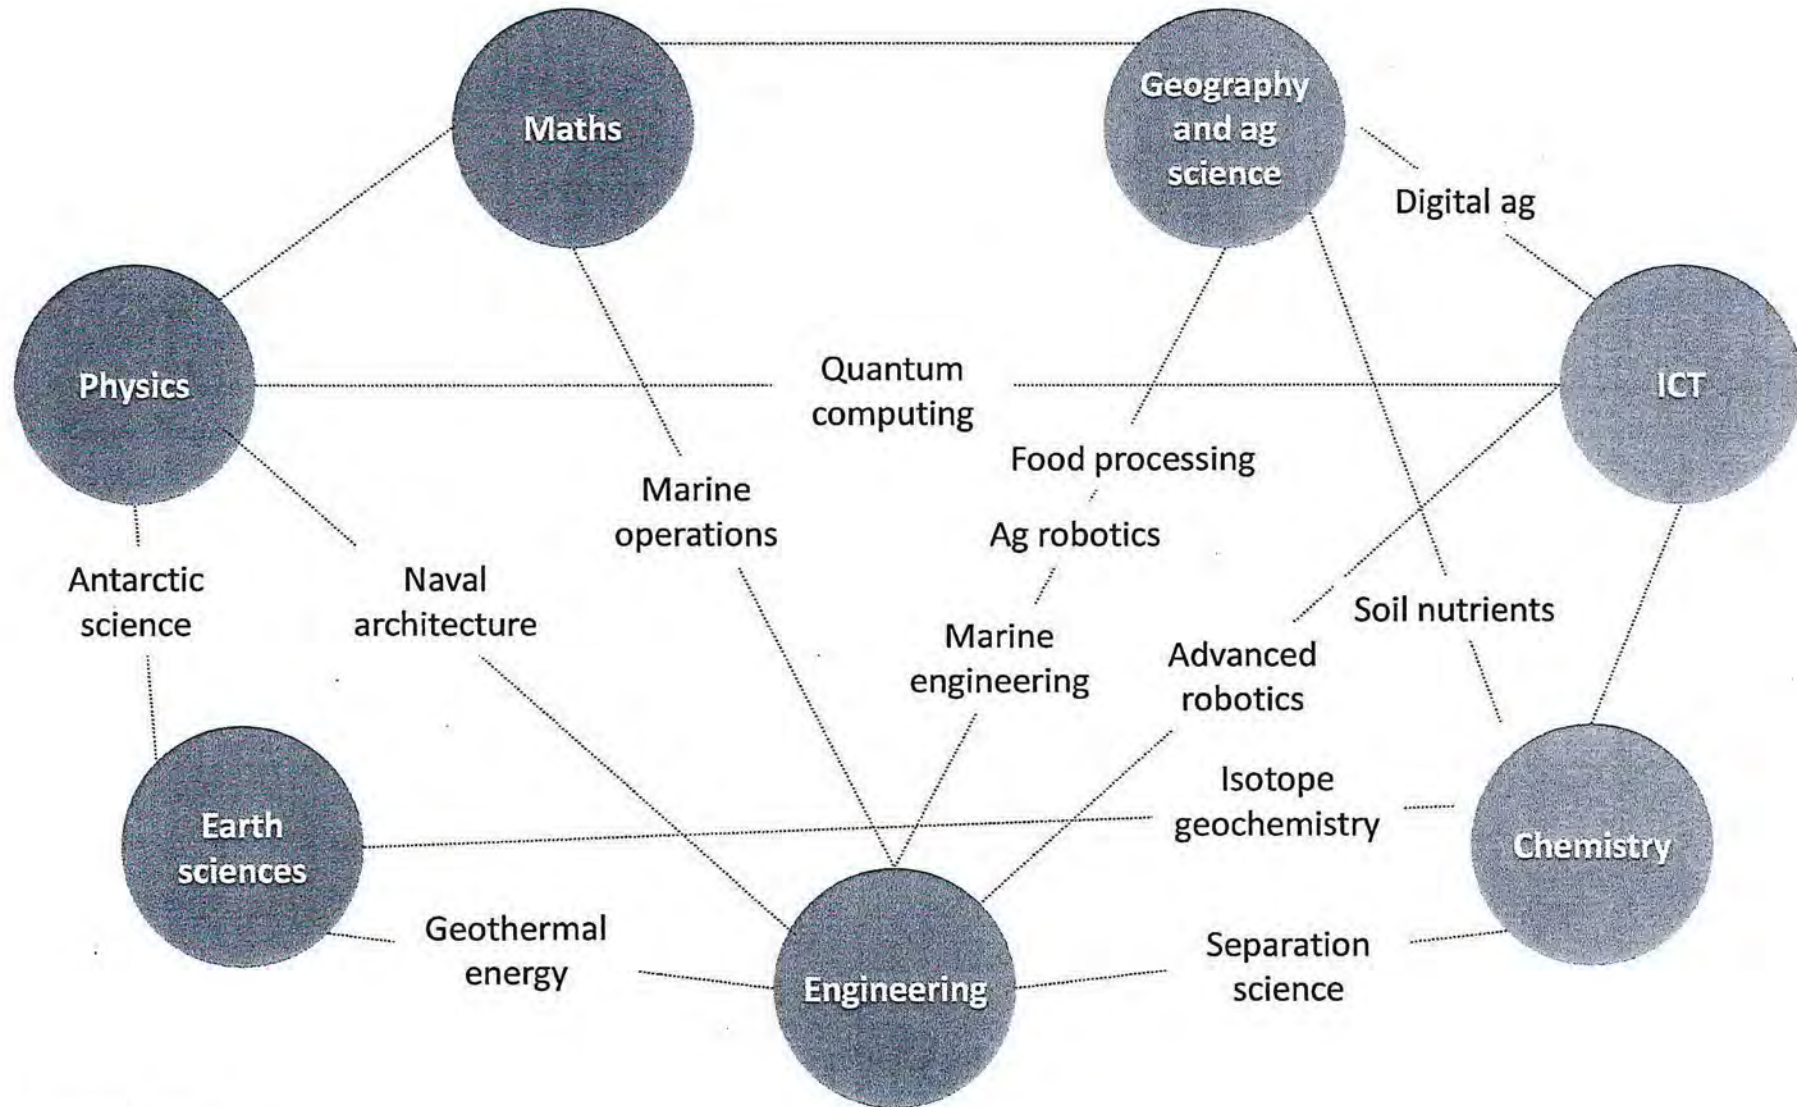 Maths
Geography
and ag
science
Digital ag
Physics
Quantum
computing
ICT
Food processing
Marine
operations
Ag robotics
Antarctic
science
Naval
architecture
Marine
engineering
Advanced
robotics
Soil nutrients
Earth
sciences
Isotope
geochemistry
Chemistry
Geothermal
energy
Engineering
Separation
science